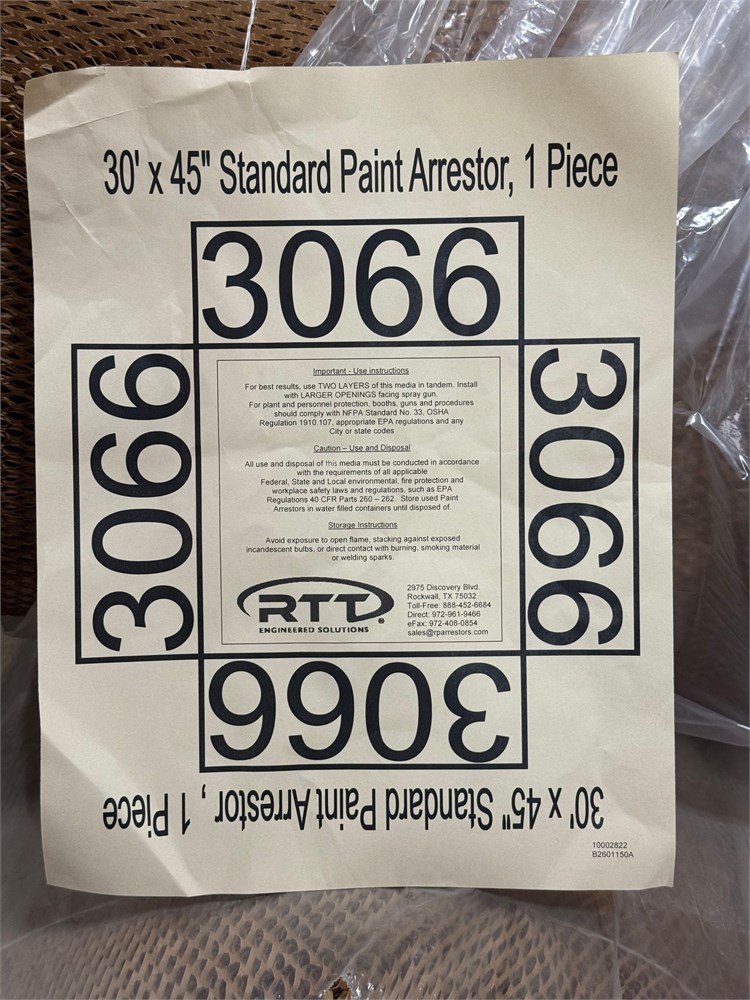 30' x 45" Standard Paint Arrestor, 1 Piece
3066
3066
3066
Important - Use instructions
For best results, use TWO LAYERS of this media in tandem. Install
with LARGER OPENINGS facing spray gun.
For plant and personnel protection, booths, guns and procedures
should comply with NFPA Standard No. 33, OSHA
Regulation 1910.107, appropriate EPA regulations and any
City or state codes
Caution – Use and Disposal
All use and disposal of this media must be conducted in accordance
with the requirements of all applicable
Federal, State and Local environmental, fire protection and
workplace safety laws and regulations, such as EPA
Regulations 40 CFR Parts 260 – 262. Store used Paint
Arrestors in water filled containers until disposed of.
Storage Instructions
Avoid exposure to open flame, stacking against exposed
incandescent bulbs, or direct contact with burning, smoking material
or welding sparks.
RTT®
ENGINEERED SOLUTIONS
2975 Discovery Blvd.
Rockwall, TX 75032
Toll-Free: 888-452-6684
Direct: 972-961-9466
eFax: 972-408-0854
sales@rparrestors.com
3066
30' x 45" Standard Paint Arrestor , 1 Piece
10002822
B2601150A